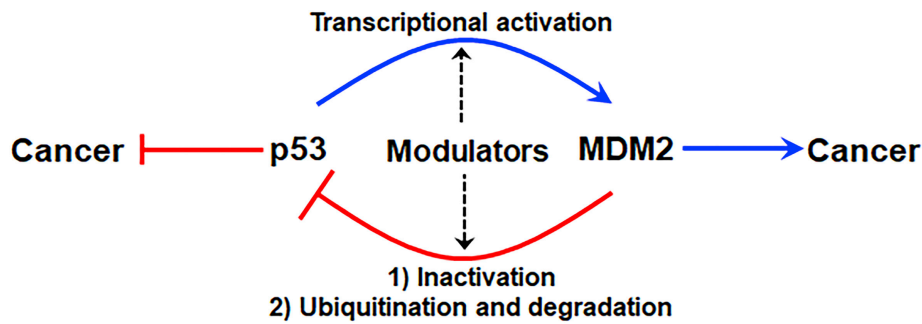 Transcriptional activation
Cancer p53 Modulators MDM2 Cancer
1) Inactivation
2) Ubiquitination and degradation